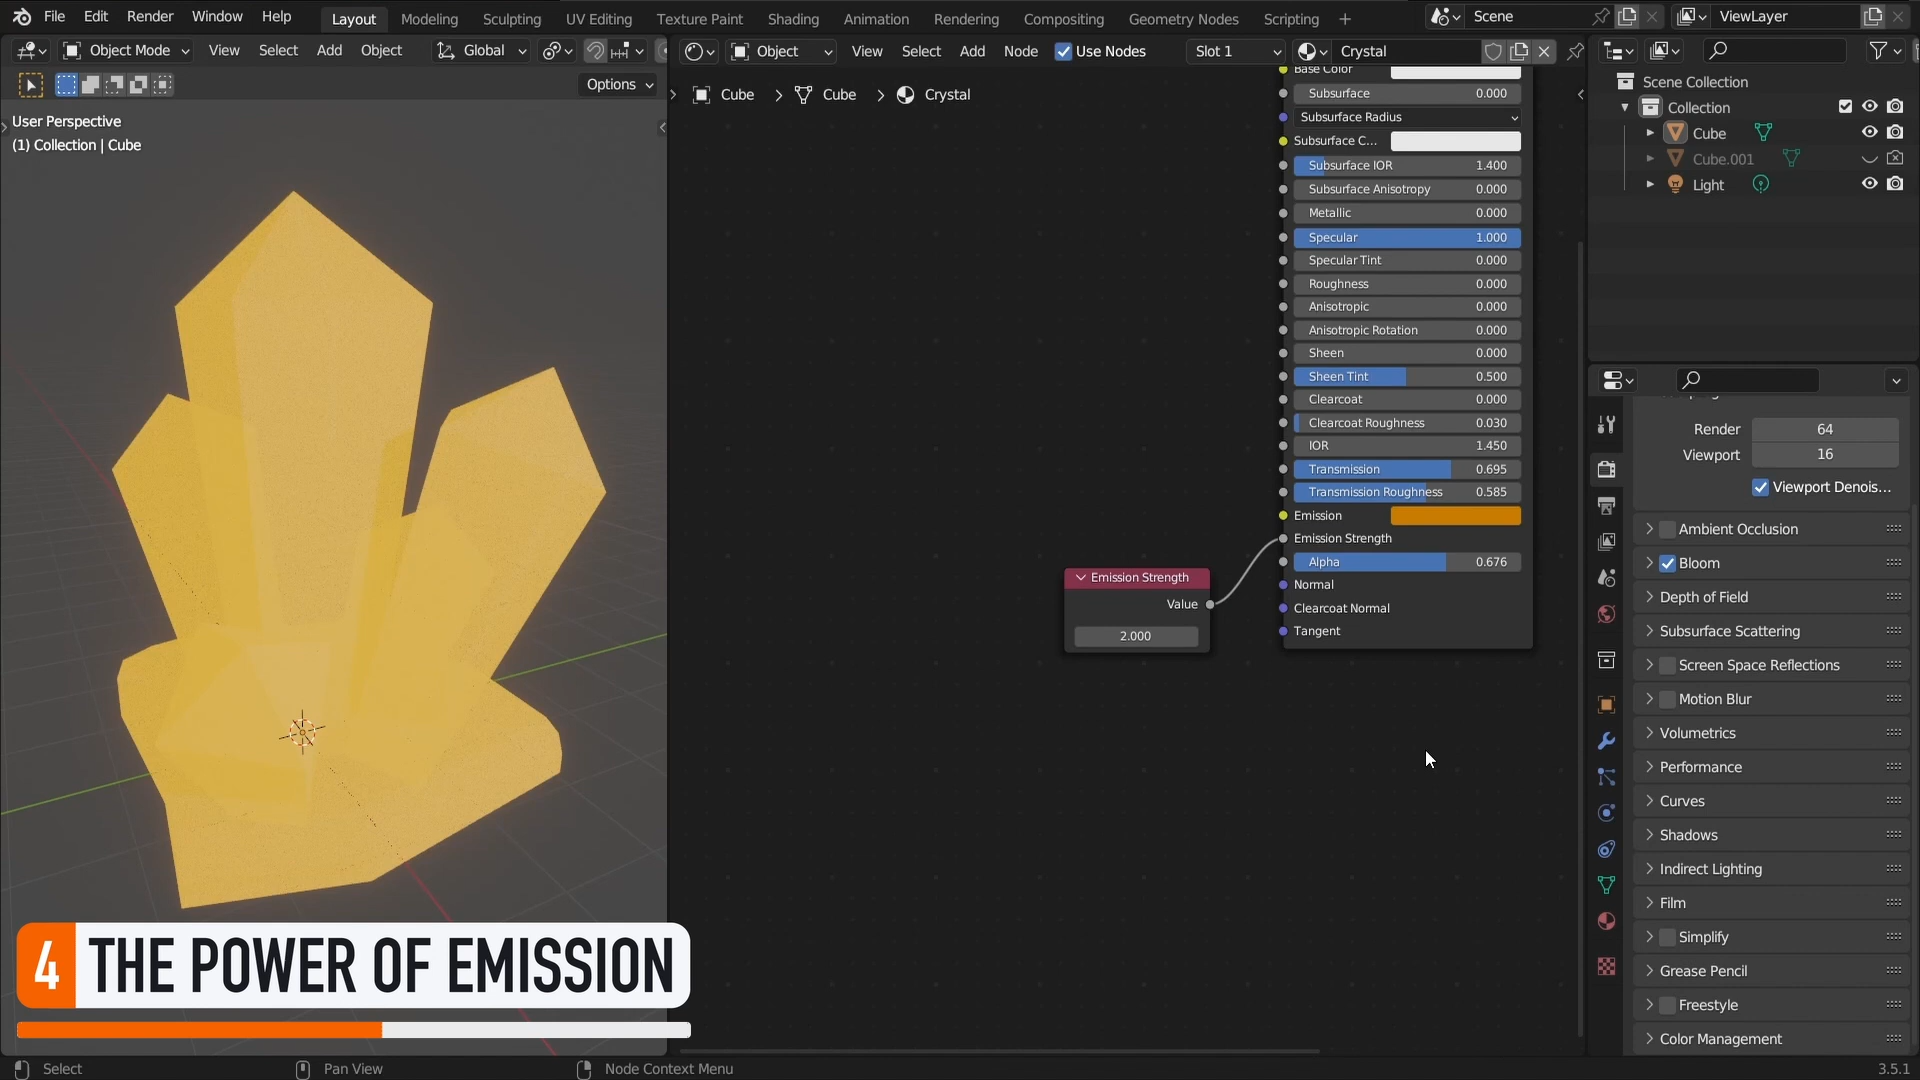 File Edit Render Window Help Layout Modeling Sculpting UV Editing Texture Paint Shading Animation Rendering Compositing Geometry Nodes Scripting + Scene ViewLayer
Object Mode View Select Add Object Global Object View Select Add Node Use Nodes Slot 1 Crystal
Options
User Perspective
(1) Collection | Cube
Cube > Cube > Crystal
Base Color
Subsurface 0.000
Subsurface Radius
Subsurface C...
Subsurface IOR 1.400
Subsurface Anisotropy 0.000
Metallic 0.000
Specular 1.000
Specular Tint 0.000
Roughness 0.000
Anisotropic 0.000
Anisotropic Rotation 0.000
Sheen 0.000
Sheen Tint 0.500
Clearcoat 0.000
Clearcoat Roughness 0.030
IOR 1.450
Transmission 0.695
Transmission Roughness 0.585
Emission
Emission Strength
Alpha 0.676
Normal
Clearcoat Normal
Tangent
Emission Strength
Value
2.000
Scene Collection
Collection
Cube
Cube.001
Light
Render 64
Viewport 16
Viewport Denois...
Ambient Occlusion
Bloom
Depth of Field
Subsurface Scattering
Screen Space Reflections
Motion Blur
Volumetrics
Performance
Curves
Shadows
Indirect Lighting
Film
Simplify
Grease Pencil
Freestyle
Color Management
4 THE POWER OF EMISSION
Select Pan View Node Context Menu 3.5.1